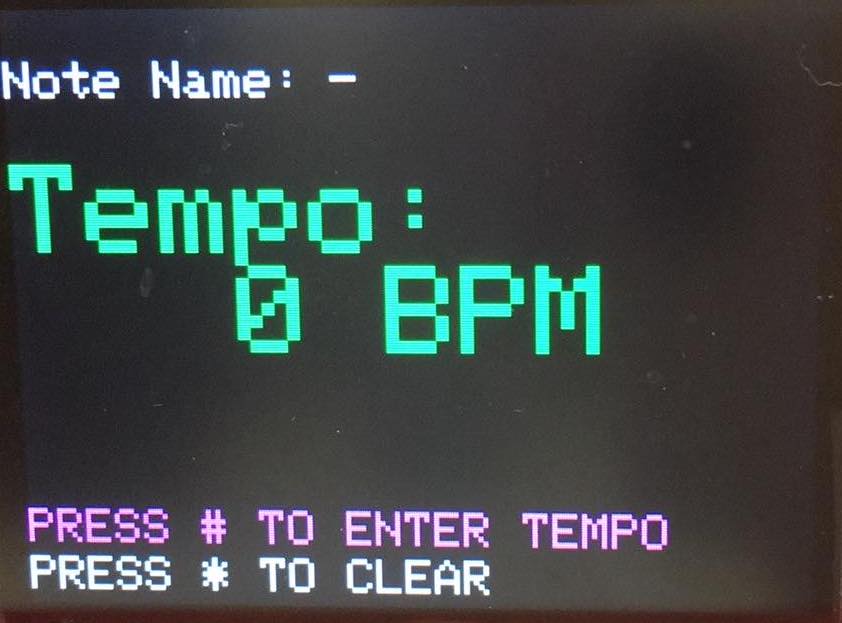 Note Name: -
Tempo:
0 BPM
PRESS # TO ENTER TEMPO
PRESS * TO CLEAR